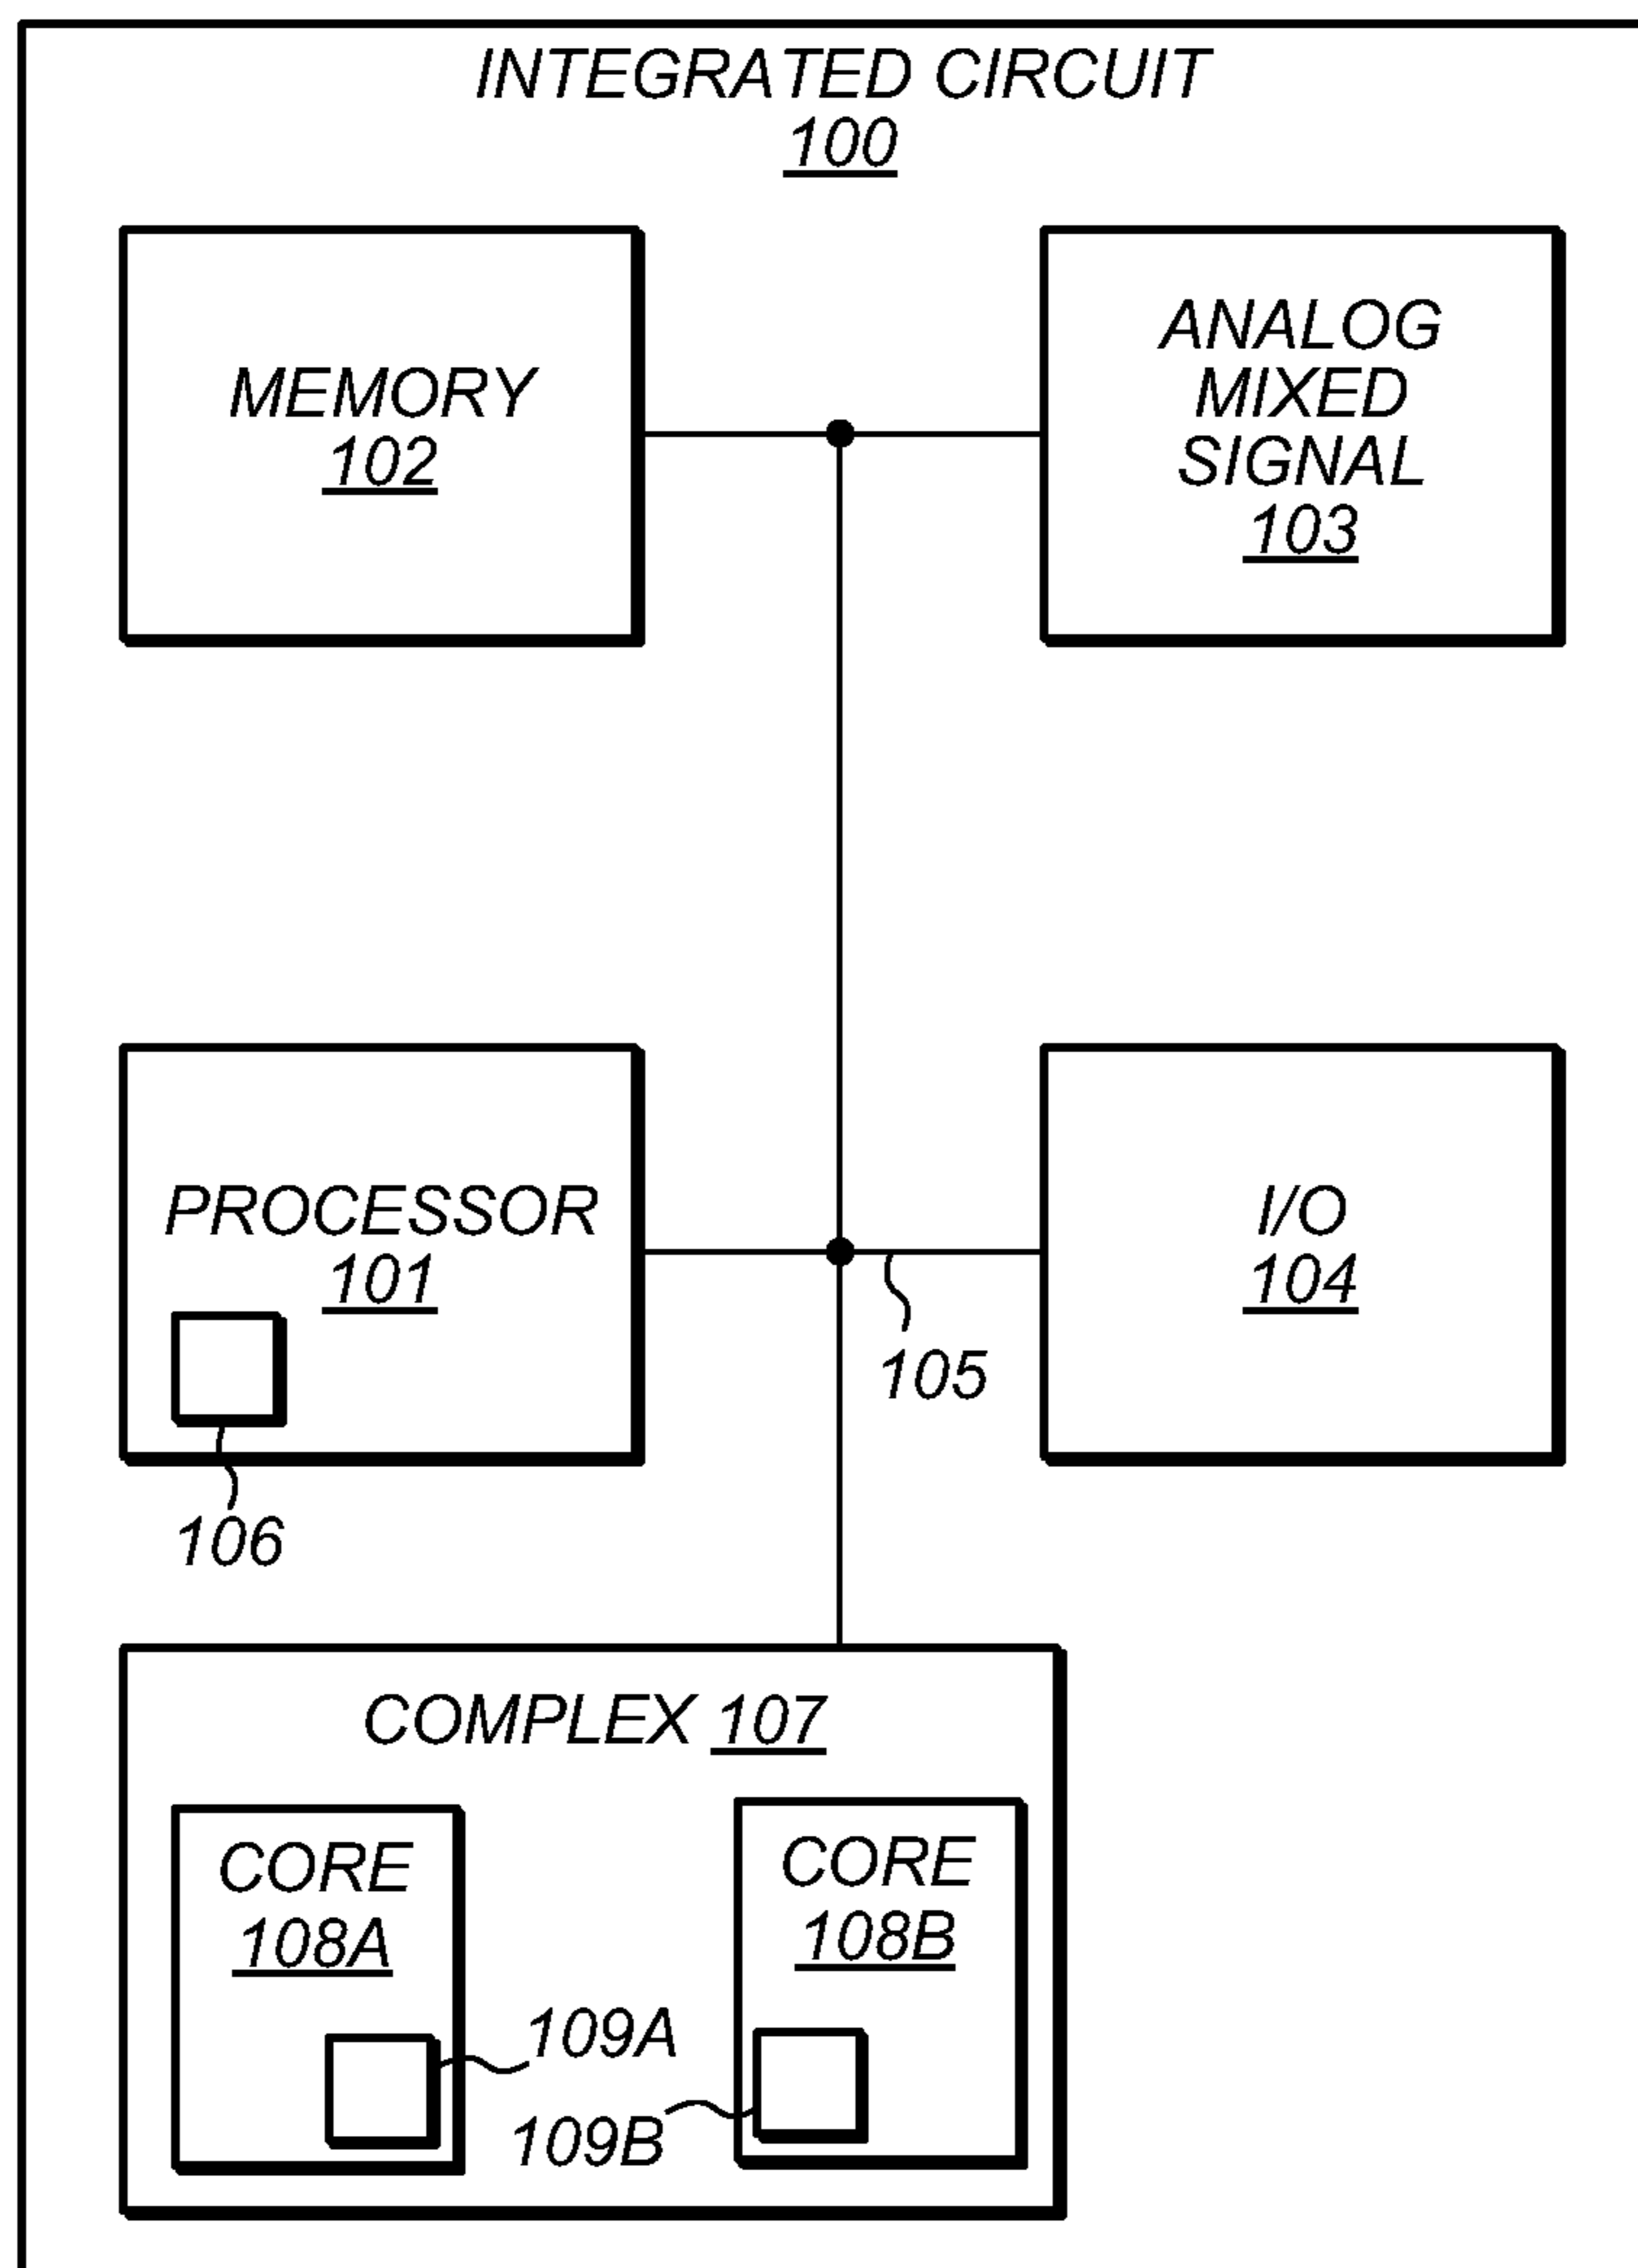 INTEGRATED CIRCUIT
100
MEMORY
102
ANALOG
MIXED
SIGNAL
103
PROCESSOR
101
I/O
104
105
106
COMPLEX 107
CORE
108A
CORE
108B
109A
109B